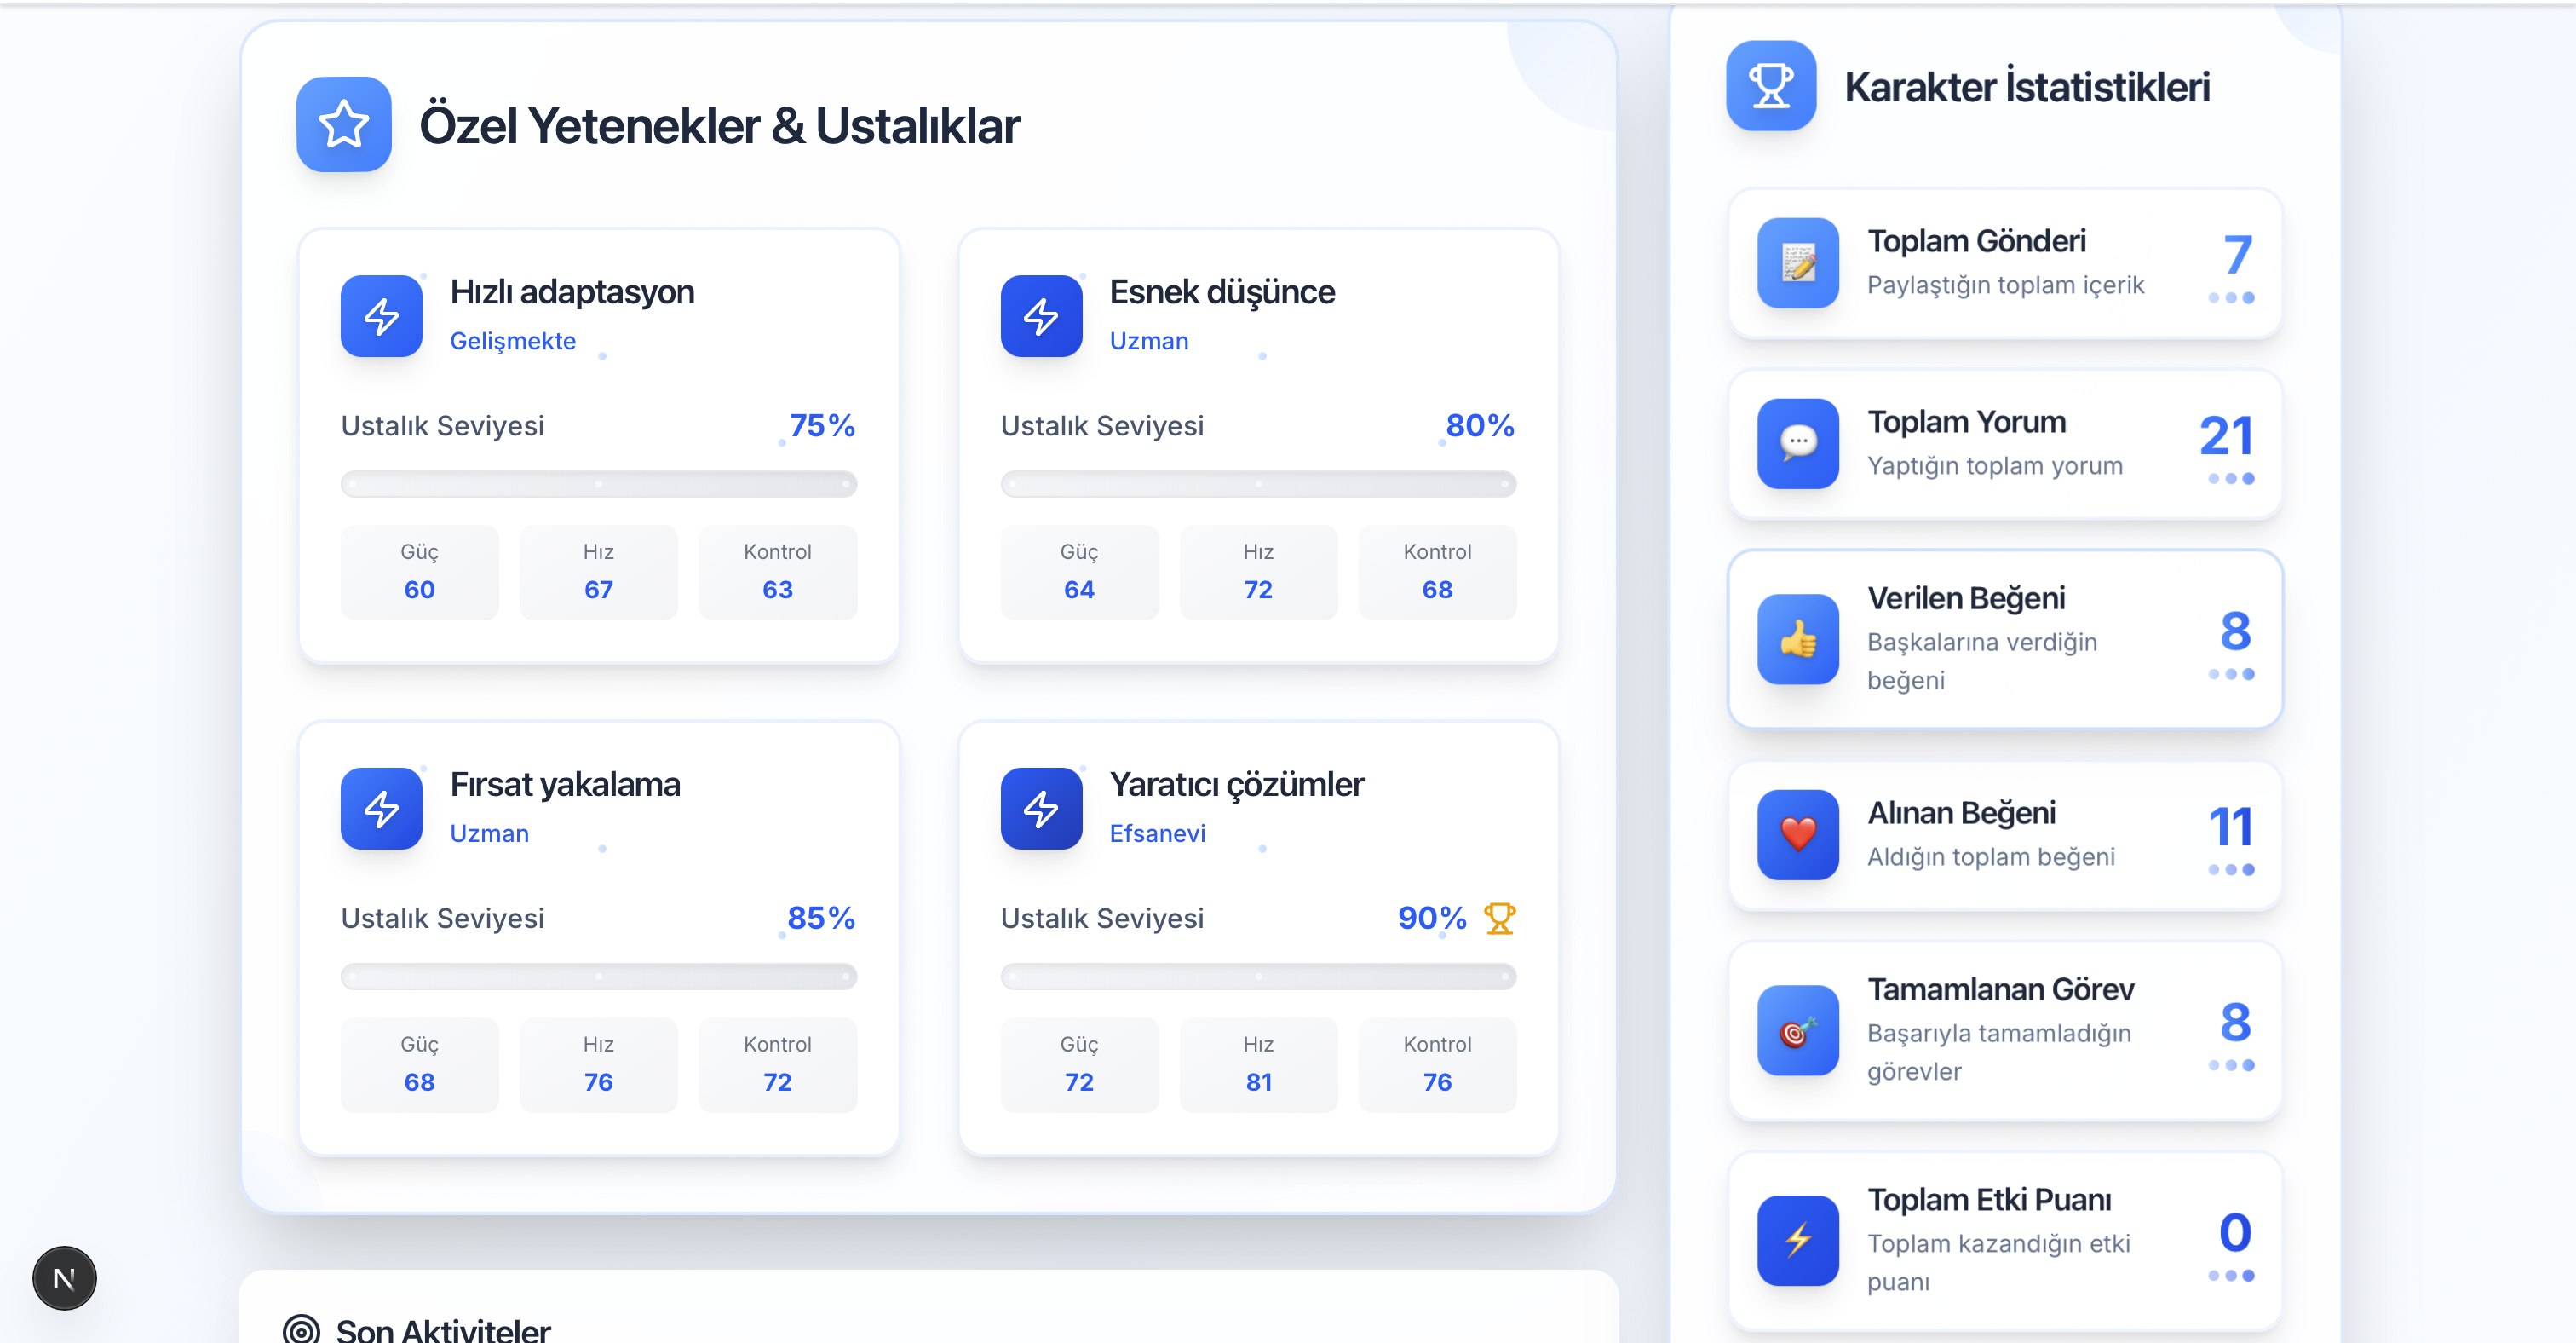 Özel Yetenekler & Ustalıklar
Hızlı adaptasyon
Gelişmekte
Ustalık Seviyesi
75%
Güç
Hız
Kontrol
60
67
63
Esnek düşünce
Uzman
Ustalık Seviyesi
80%
Güç
Hız
Kontrol
64
72
68
Fırsat yakalama
Uzman
Ustalık Seviyesi
85%
Güç
Hız
Kontrol
68
76
72
Yaratıcı çözümler
Efsanevi
Ustalık Seviyesi
90%
Güç
Hız
Kontrol
72
81
76
Son Aktiviteler
N
Karakter İstatistikleri
Toplam Gönderi
Paylaştığın toplam içerik
7
Toplam Yorum
Yaptığın toplam yorum
21
Verilen Beğeni
Başkalarına verdiğin
beğeni
8
Alınan Beğeni
Aldığın toplam beğeni
11
Tamamlanan Görev
Başarıyla tamamladığın
görevler
8
Toplam Etki Puanı
Toplam kazandığın etki
puanı
0